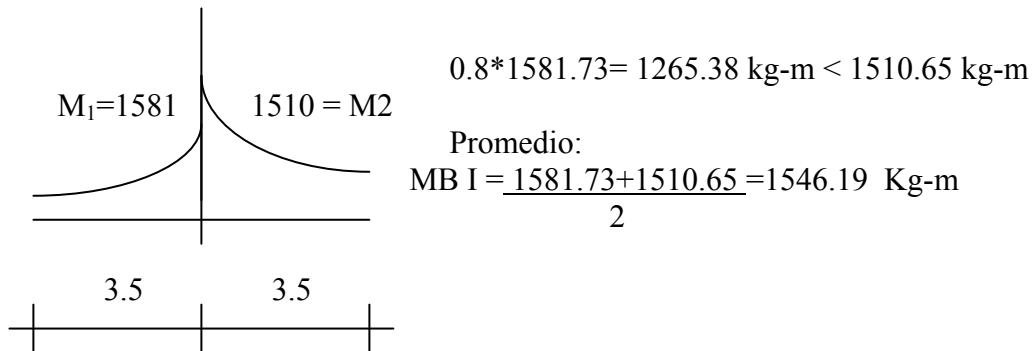 0.8*1581.73= 1265.38 kg-m < 1510.65 kg-m
M₁=1581 1510 = M2
Promedio:
MB I = 1581.73+1510.65 =1546.19 Kg-m
2
3.5 3.5